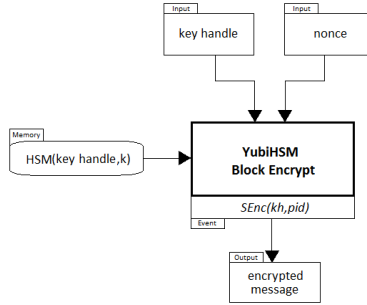 Input
key handle
Input
nonce
Memory
HSM(key handle,k)
YubiHSM
Block Encrypt
SEnc(kh,pid)
Event
Output
encrypted
message